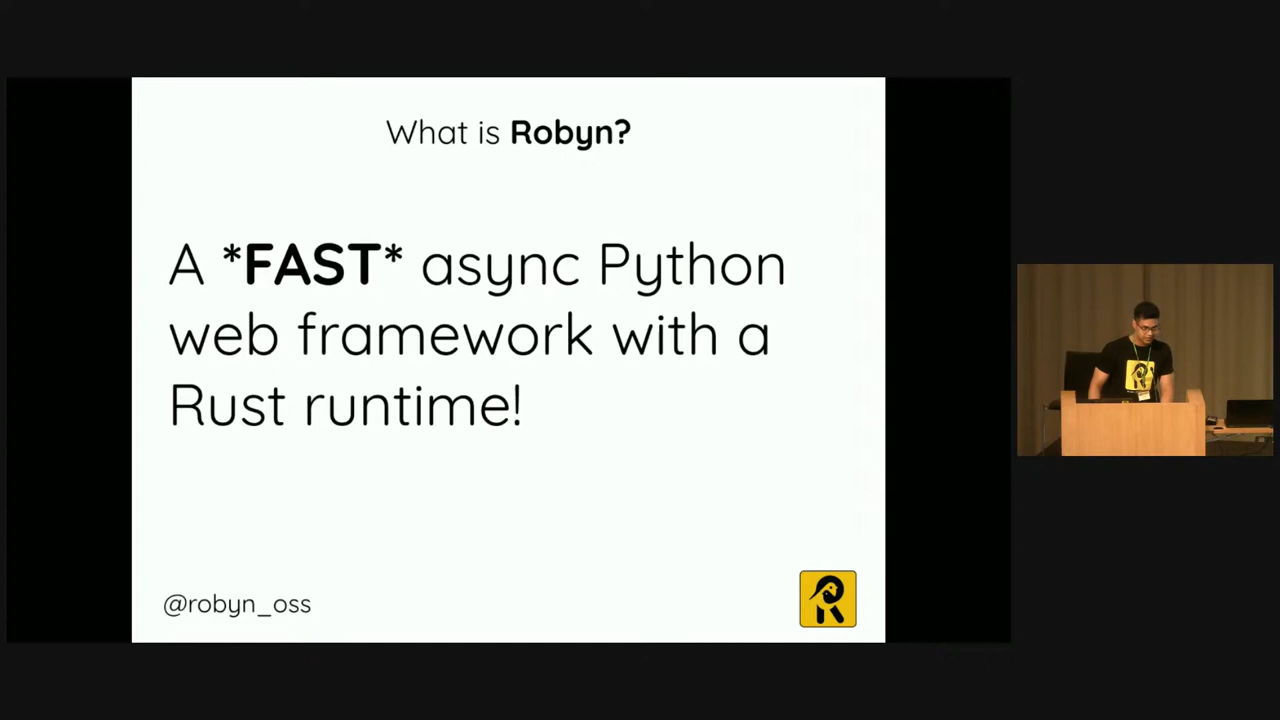 What is Robyn?
A *FAST* async Python
web framework with a
Rust runtime!
@robyn_oss
R